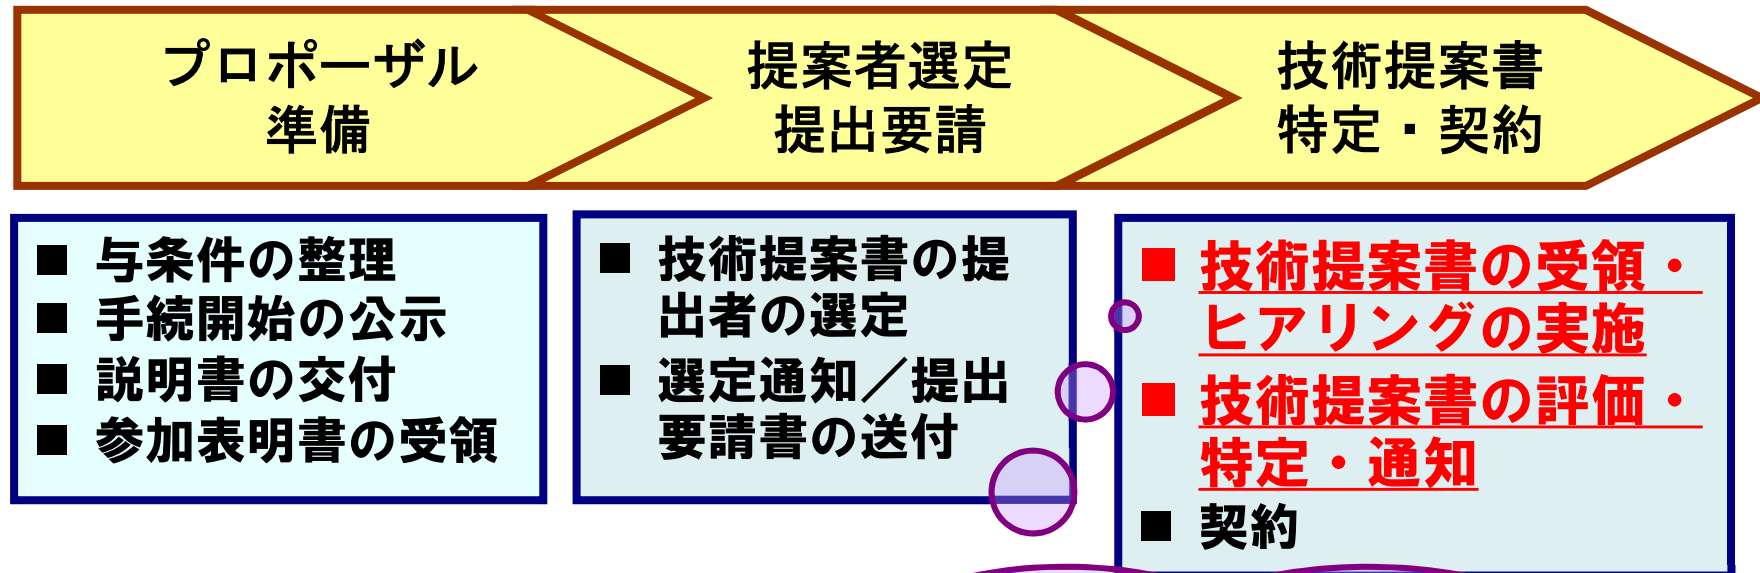 プロポーザル
準備
提案者選定
提出要請
技術提案書
特定・契約
■ 与条件の整理
■ 手続開始の公示
■ 説明書の交付
■ 参加表明書の受領
■ 技術提案書の提
出者の選定
■ 選定通知／提出
要請書の送付
■ 技術提案書の受領・
ヒアリングの実施
■ 技術提案書の評価・
特定・通知
■ 契約